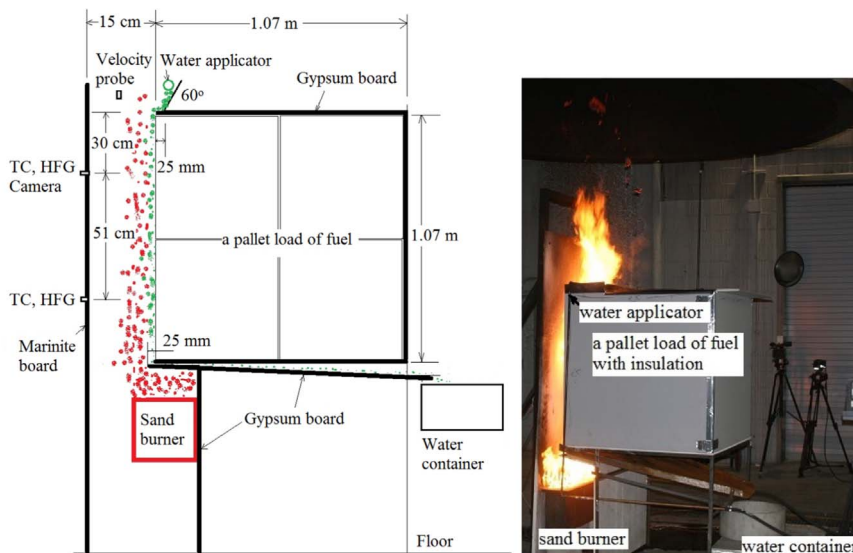 15 cm
1.07 m
Velocity
probe
Water applicator
Gypsum board
60°
30 cm
25 mm
TC, HFG
Camera
51 cm
a pallet load of fuel
1.07 m
TC, HFG
Marinite
board
25 mm
Sand
burner
Gypsum board
Water
container
Floor
water applicator
a pallet load of fuel
with insulation
sand burner
water container